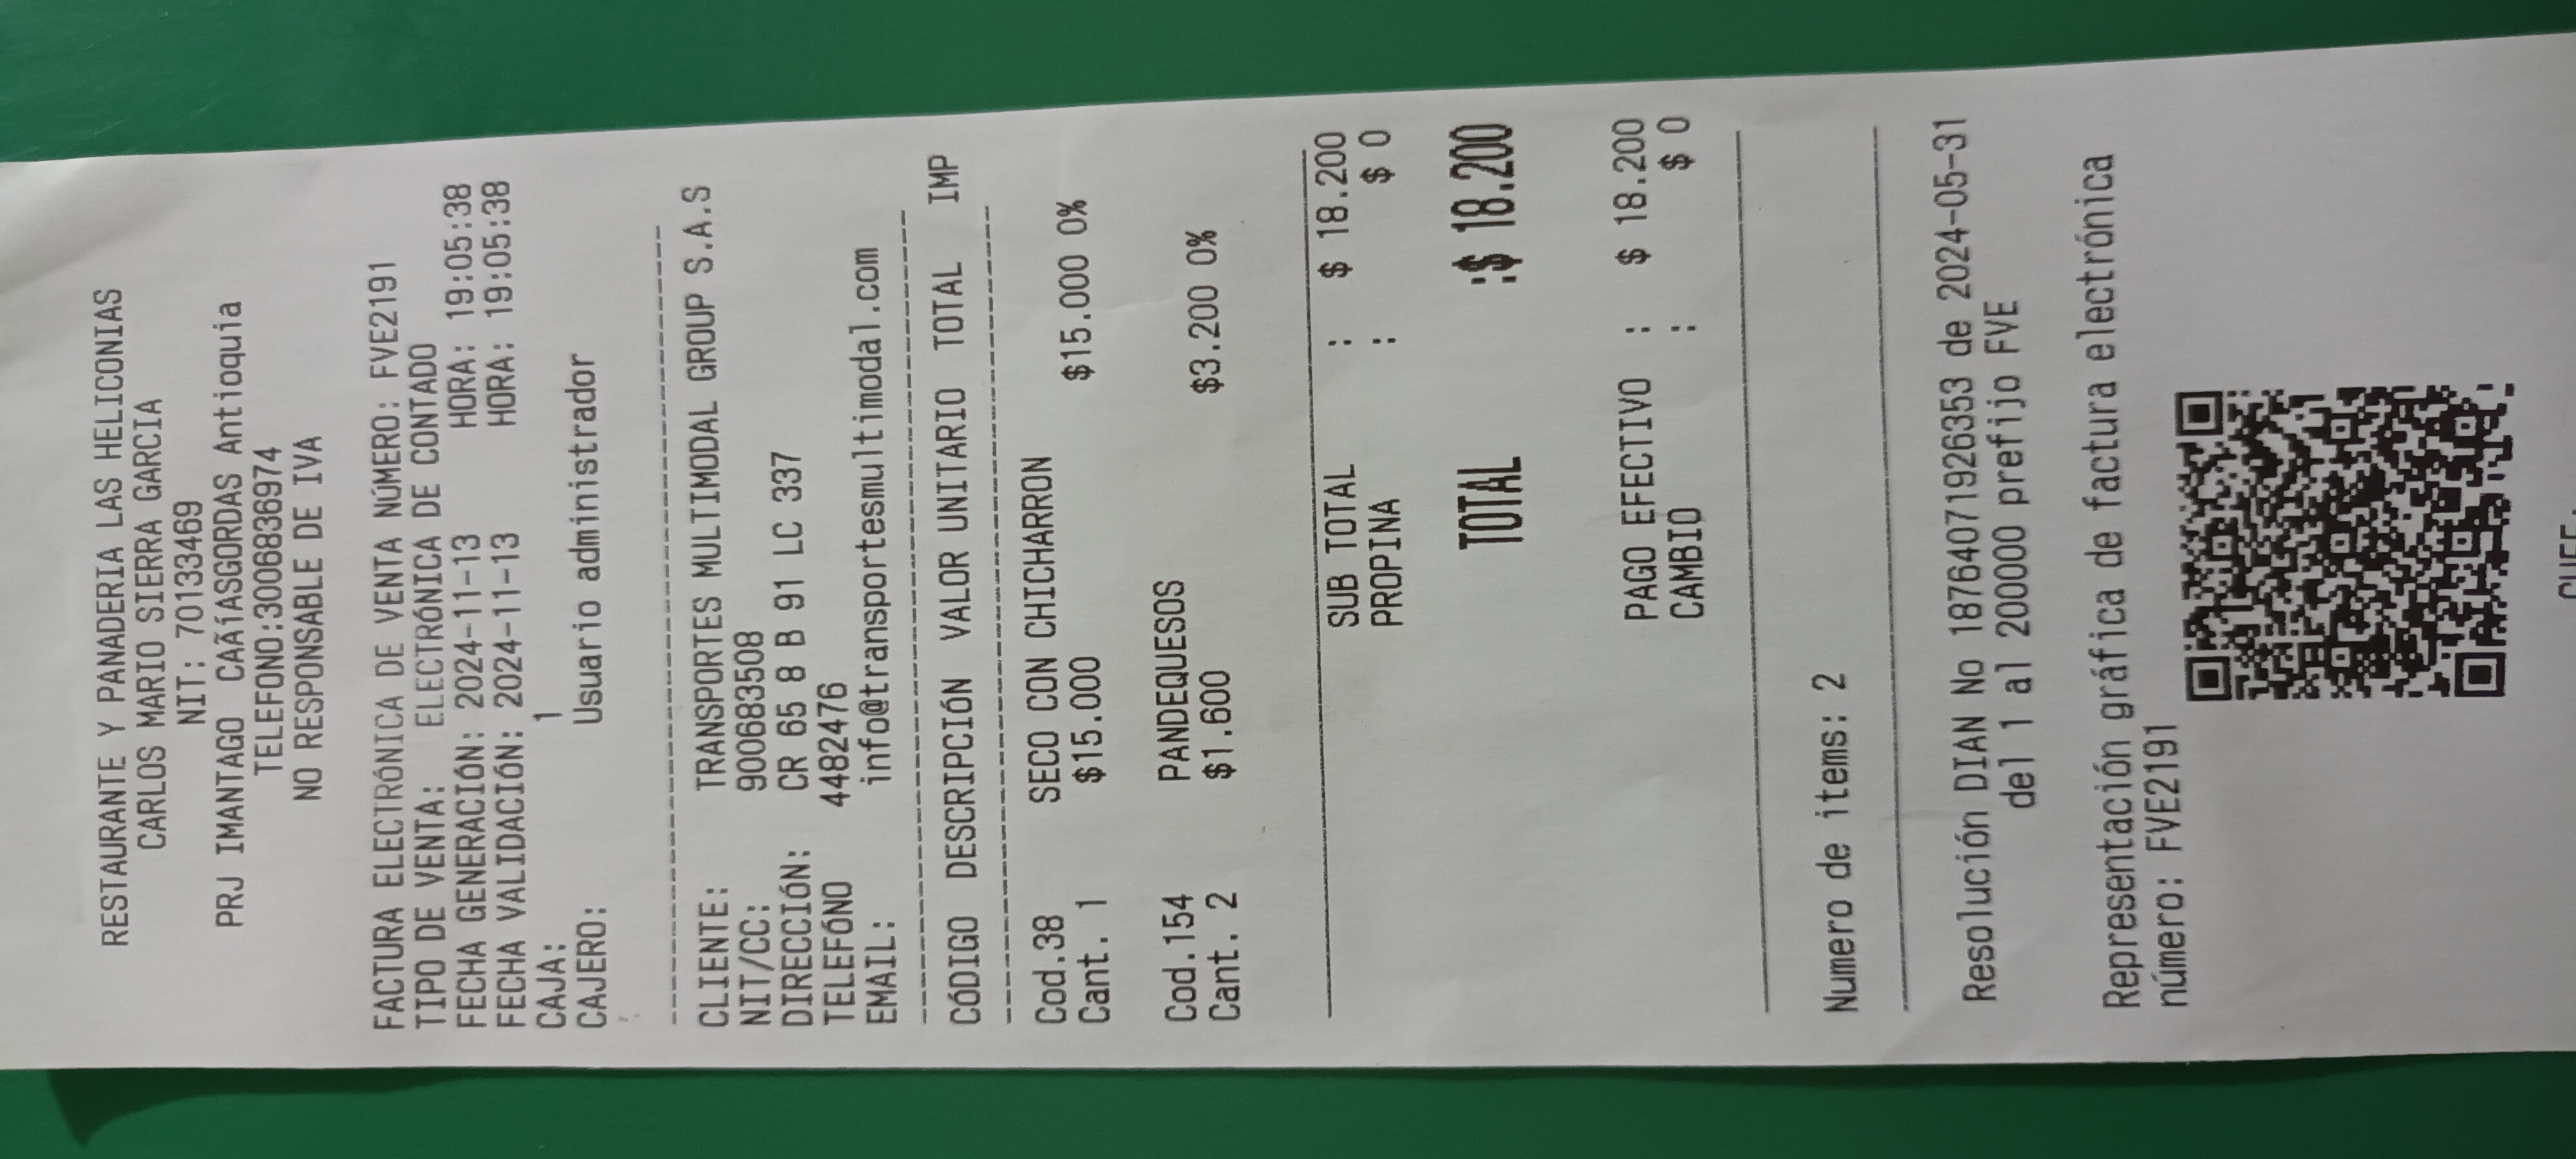 RESTAURANTE Y PANADERIA LAS HELICONIAS
CARLOS MARIO SIERRA GARCIA
NIT: 70133469
PRJ IMANTAGO CAÃ­ASGORDAS Antioquia
TELEFONO:3006836974
NO RESPONSABLE DE IVA
FACTURA ELECTRÓNICA DE VENTA NÚMERO: FVE2191
TIPO DE VENTA: ELECTRÓNICA DE CONTADO
FECHA GENERACIÓN: 2024-11-13 HORA: 19:05:38
FECHA VALIDACIÓN: 2024-11-13 HORA: 19:05:38
CAJA: 1
CAJERO: Usuario administrador
CLIENTE: TRANSPORTES MULTIMODAL GROUP S.A.S
NIT/CC: 900683508
DIRECCIÓN: CR 65 8 B 91 LC 337
TELEFÓNO 4482476
EMAIL: info@transportesmultimodal.com
CÓDIGO DESCRIPCIÓN VALOR UNITARIO TOTAL IMP
Cod.38 SECO CON CHICHARRON
Cant. 1 $15.000 $15.000 0%
Cod.154 PANDEQUESOS
Cant. 2 $1.600 $3.200 0%
SUB TOTAL : $ 18.200
PROPINA : $ 0
TOTAL :$ 18.200
PAGO EFECTIVO : $ 18.200
CAMBIO : $ 0
Numero de items: 2
Resolución DIAN No 18764071926353 de 2024-05-31
del 1 al 200000 prefijo FVE
Representación gráfica de factura electrónica
número: FVE2191